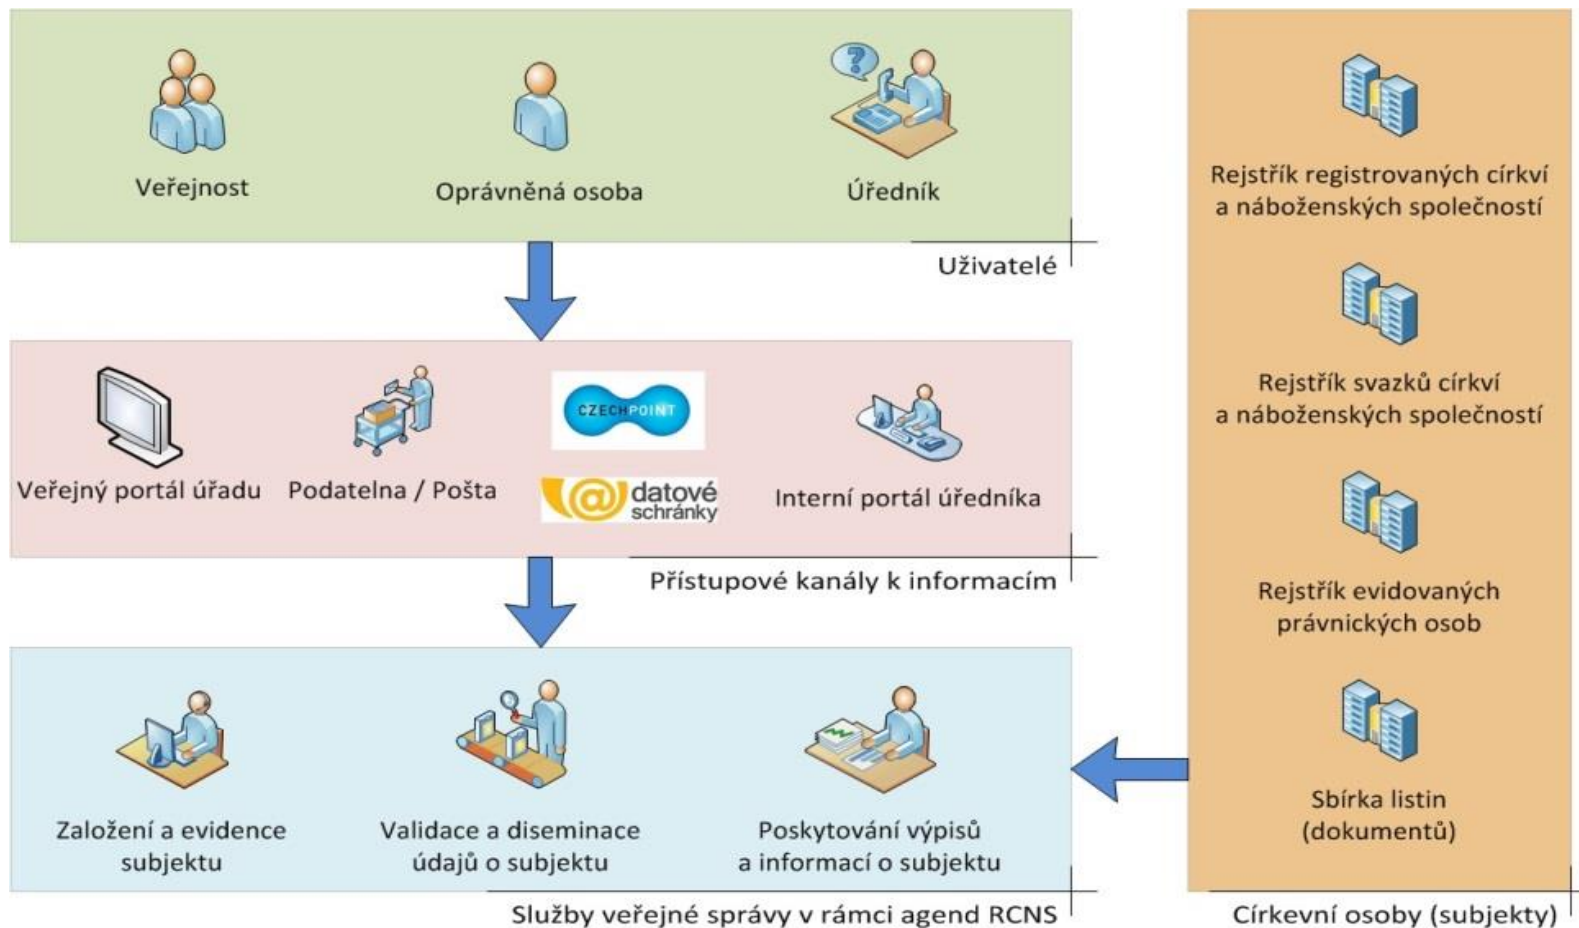 Veřejnost
Oprávněná osoba
?
Úředník
Uživatelé
Veřejný portál úřadu
Podatelna / Pošta
CZECHPOINT
@ datové
schránky
Interní portál úředníka
Přístupové kanály k informacím
Založení a evidence
subjektu
Validace a diseminace
údajů o subjektu
Poskytování výpisů
a informací o subjektu
Služby veřejné správy v rámci agend RCNS
Rejstřík registrovaných církví
a náboženských společností
Rejstřík svazků církví
a náboženských společností
Rejstřík evidovaných
právnických osob
Sbírka listin
(dokumentů)
Církevní osoby (subjekty)